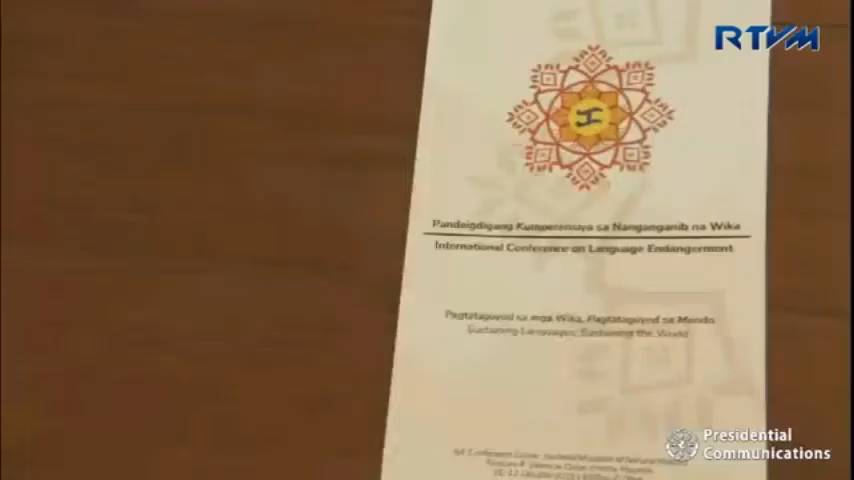 RTVM
Pandaigdigang Kumperensiya sa Nanganganib na Wika
International Conference on Language Endangerment
Pagtataguyod sa mga Wika, Pagtataguyod sa Mundo
Sustaining Languages, Sustaining the World
Presidential
Communications